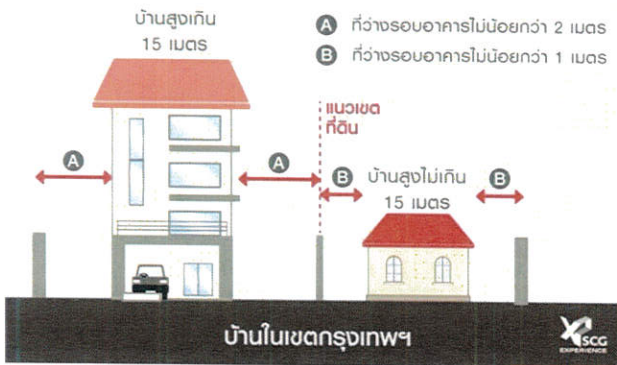 บ้านสูงเกิน
15 เมตร
A ที่ว่างรอบอาคารไม่น้อยกว่า 2 เมตร
B ที่ว่างรอบอาคารไม่น้อยกว่า 1 เมตร
แนวเขต
ที่ดิน
A
A
B
บ้านสูงไม่เกิน
15 เมตร
B
บ้านในเขตกรุงเทพฯ
SCG
EXPERIENCE